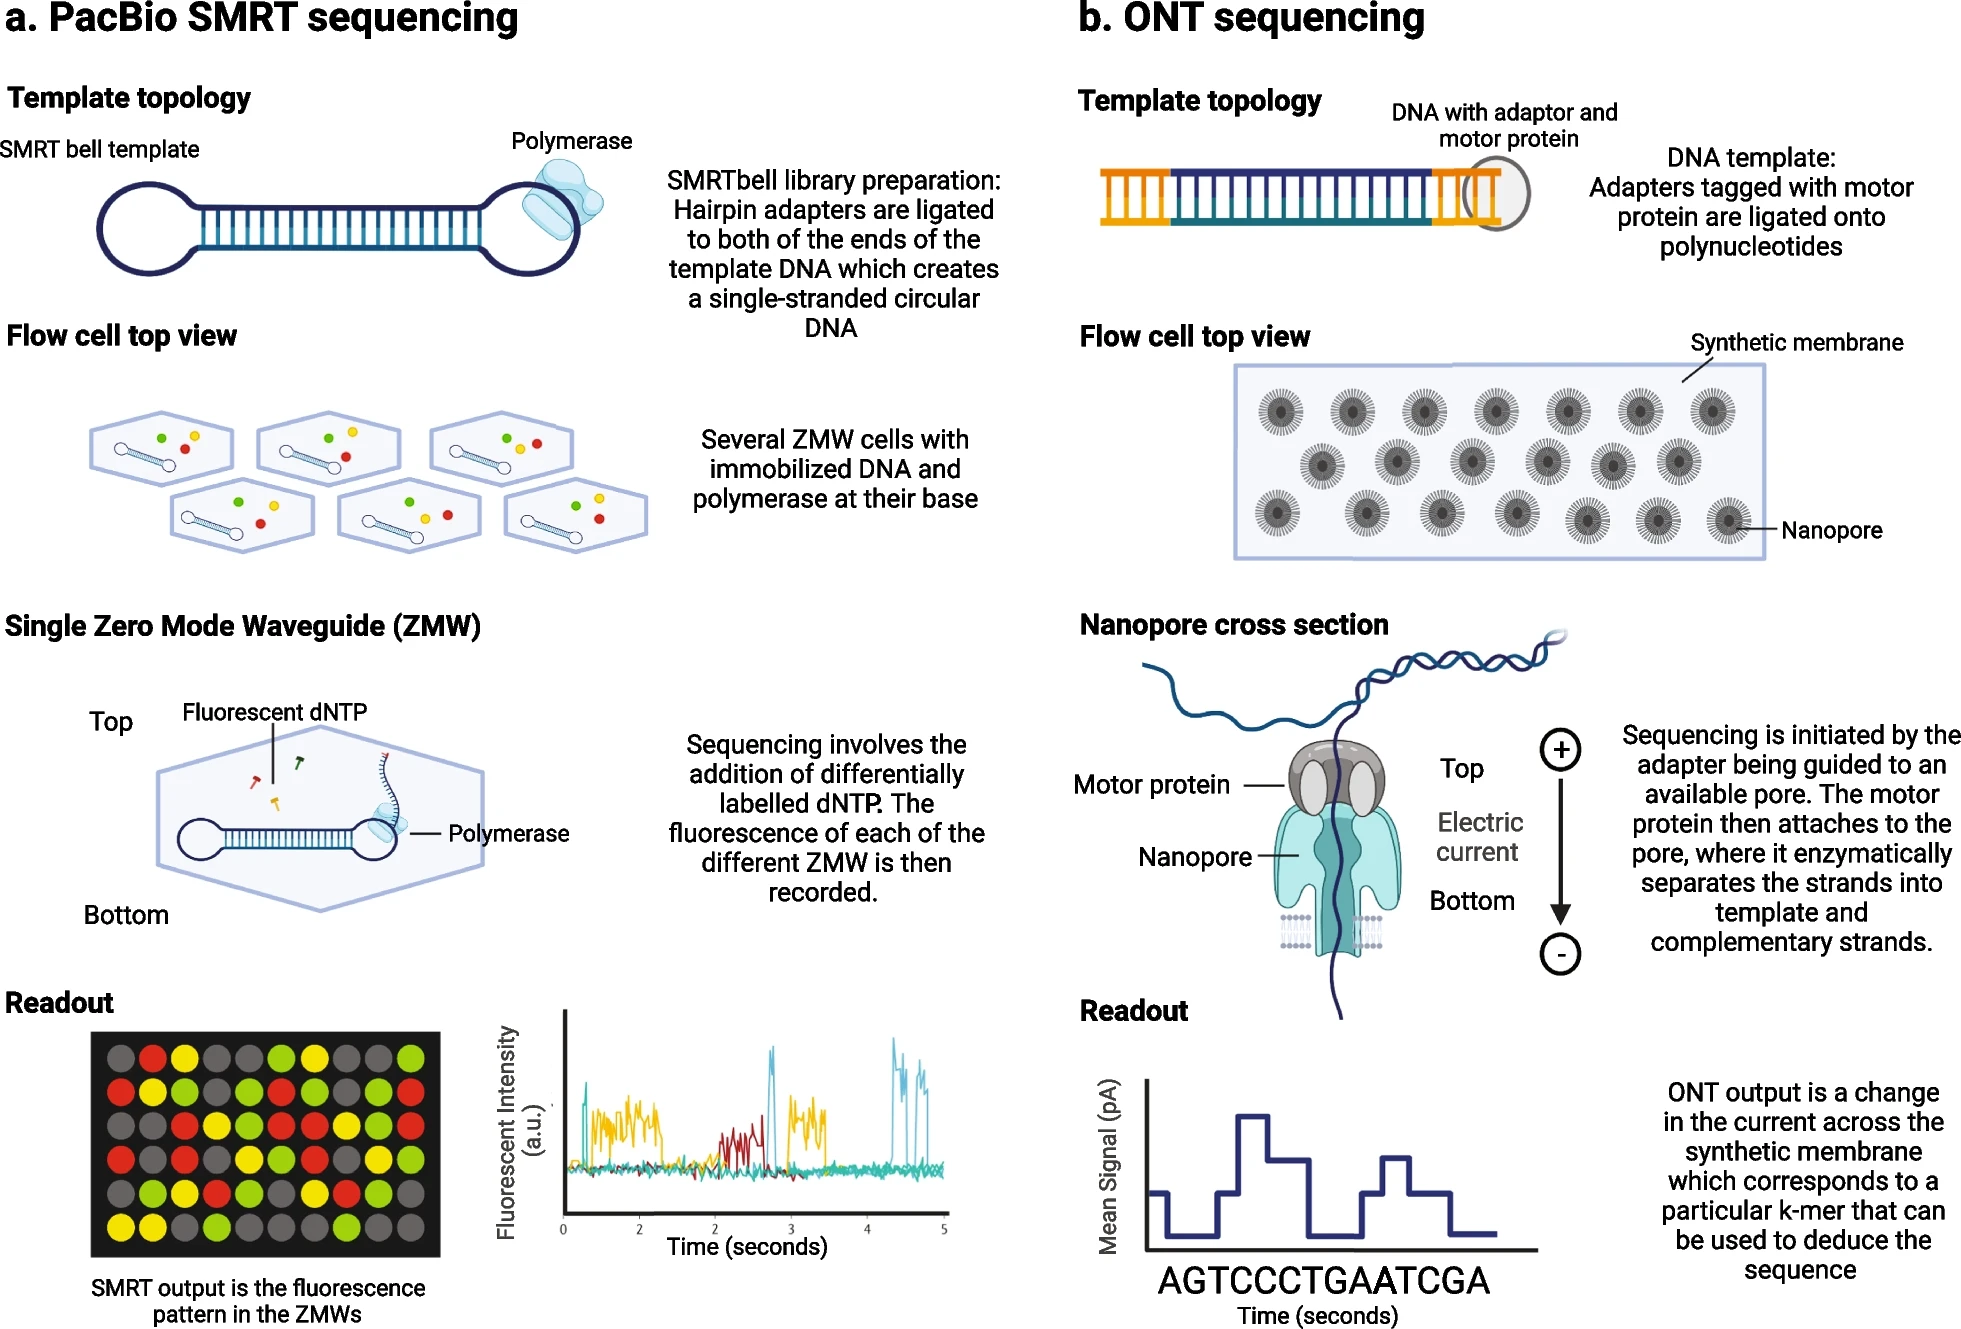 a. PacBio SMRT sequencing
Template topology
SMRT bell template
Polymerase
SMRTbell library preparation:
Hairpin adapters are ligated
to both of the ends of the
template DNA which creates
a single-stranded circular
DNA
Flow cell top view
Several ZMW cells with
immobilized DNA and
polymerase at their base
Single Zero Mode Waveguide (ZMW)
Top
Fluorescent dNTP
Polymerase
Bottom
Sequencing involves the
addition of differentially
labelled dNTP. The
fluorescence of each of the
different ZMW is then
recorded.
Readout
SMRT output is the fluorescence
pattern in the ZMWs
Fluorescent Intensity
(a.u.)
0 2 2 3 4 5
Time (seconds)
b. ONT sequencing
Template topology
DNA with adaptor and
motor protein
DNA template:
Adapters tagged with motor
protein are ligated onto
polynucleotides
Flow cell top view
Synthetic membrane
Nanopore
Nanopore cross section
Motor protein
Nanopore
Top
Electric
current
Bottom
+
-
Sequencing is initiated by the
adapter being guided to an
available pore. The motor
protein then attaches to the
pore, where it enzymatically
separates the strands into
template and
complementary strands.
Readout
Mean Signal (pA)
AGTCCCTGAATCGA
Time (seconds)
ONT output is a change
in the current across the
synthetic membrane
which corresponds to a
particular k-mer that can
be used to deduce the
sequence